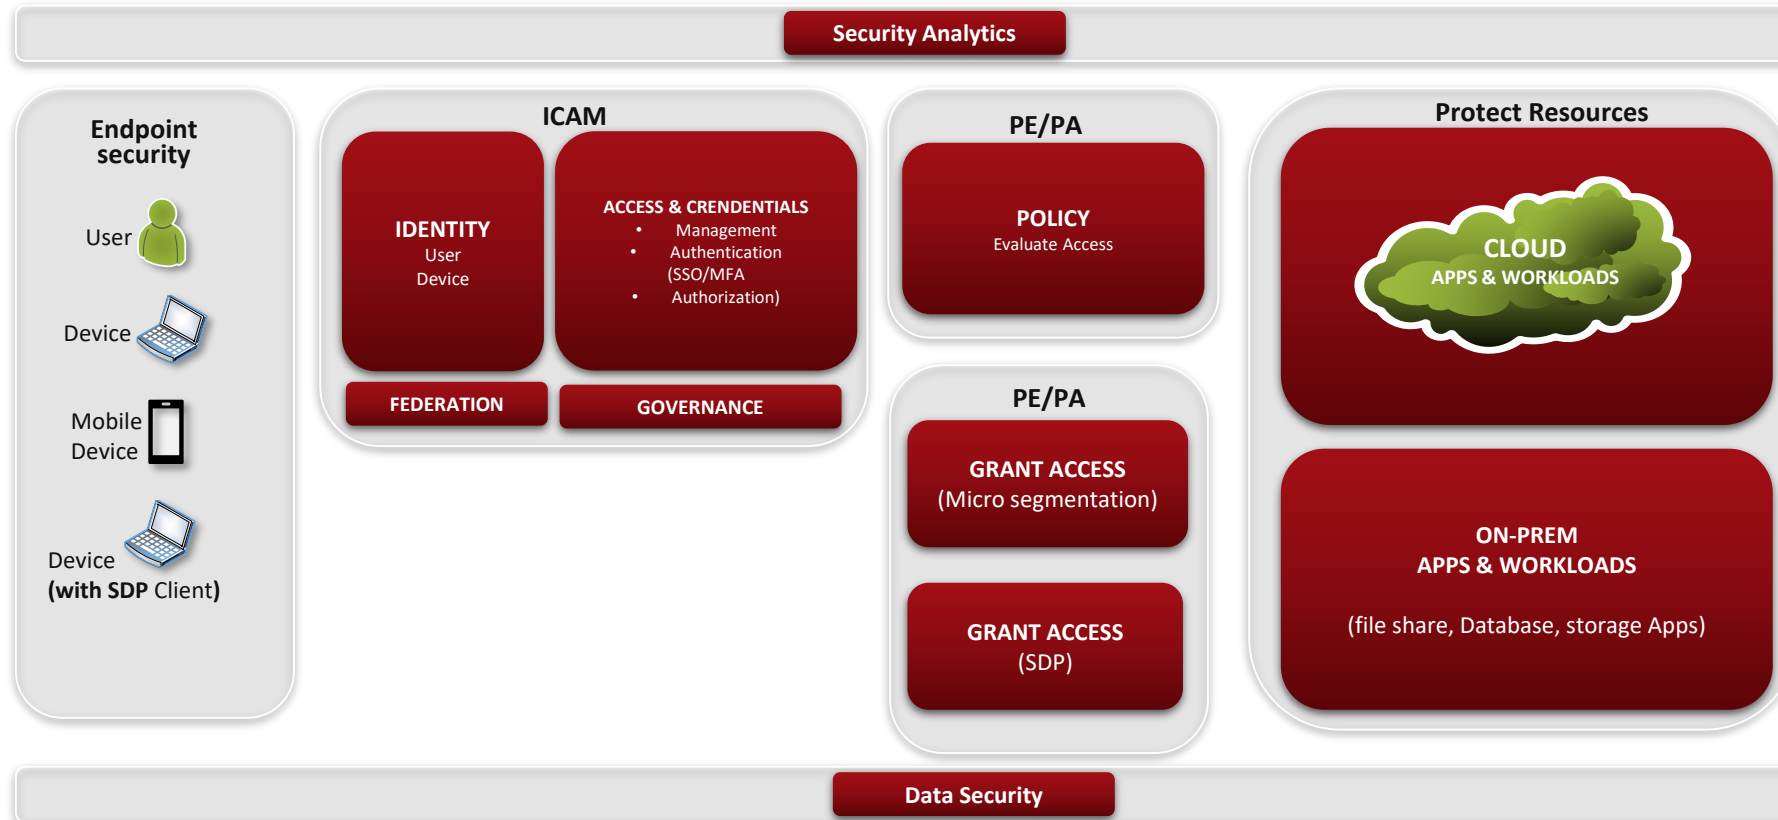 Security Analytics
Endpoint
security
User
Device
Mobile
Device
Device
(with SDP Client)
ICAM
IDENTITY
User
Device
ACCESS & CRENDENTIALS
• Management
• Authentication
(SSO/MFA
• Authorization)
FEDERATION
GOVERNANCE
PE/PA
POLICY
Evaluate Access
PE/PA
GRANT ACCESS
(Micro segmentation)
GRANT ACCESS
(SDP)
Protect Resources
CLOUD
APPS & WORKLOADS
ON-PREM
APPS & WORKLOADS
(file share, Database, storage Apps)
Data Security